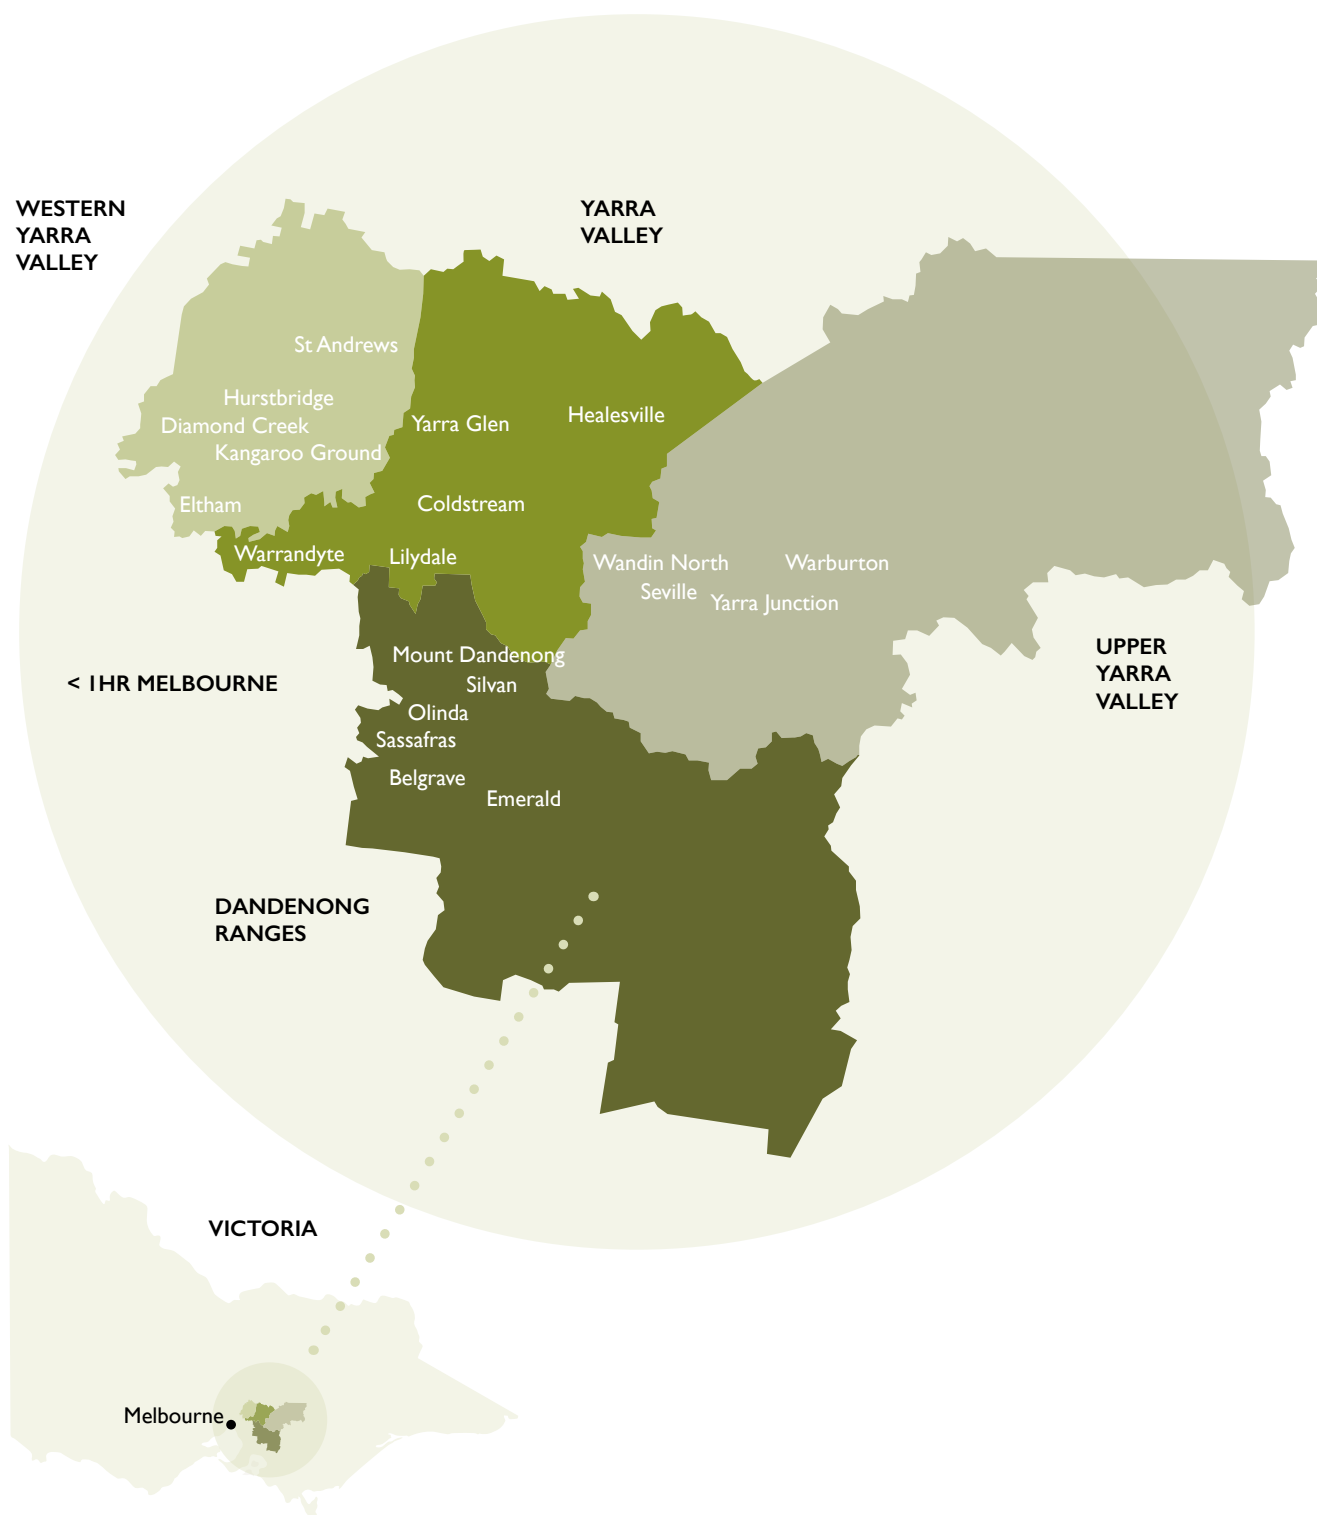 WESTERN
YARRA
VALLEY
YARRA
VALLEY
St Andrews
Hurstbridge
Diamond Creek
Kangaroo Ground
Eltham
Yarra Glen
Healesville
Coldstream
Warrandyte
Lilydale
Wandin North
Warburton
Seville
Yarra Junction
UPPER
YARRA
VALLEY
Mount Dandenong
Silvan
Olinda
Sassafras
Belgrave
Emerald
< 1HR MELBOURNE
DANDENONG
RANGES
VICTORIA
Melbourne